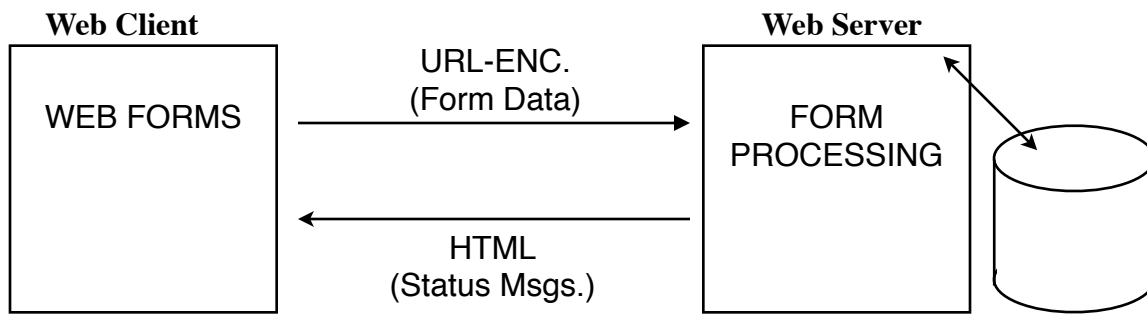 Web Client
WEB FORMS
URL-ENC.
(Form Data)
HTML
(Status Msgs.)
Web Server
FORM
PROCESSING